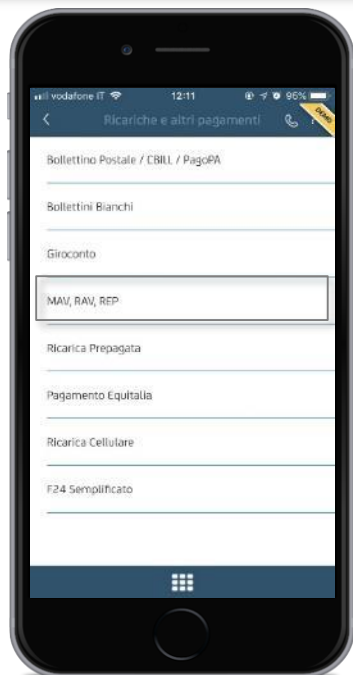 vodafone IT 12:11 96%
Ricariche e altri pagamenti
DEMO
Bollettino Postale / CBILL / PagoPA
Bollettini Bianchi
Giroconto
MAV, RAV, REP
Ricarica Prepagata
Pagamento Equitalia
Ricarica Cellulare
F24 Semplificato